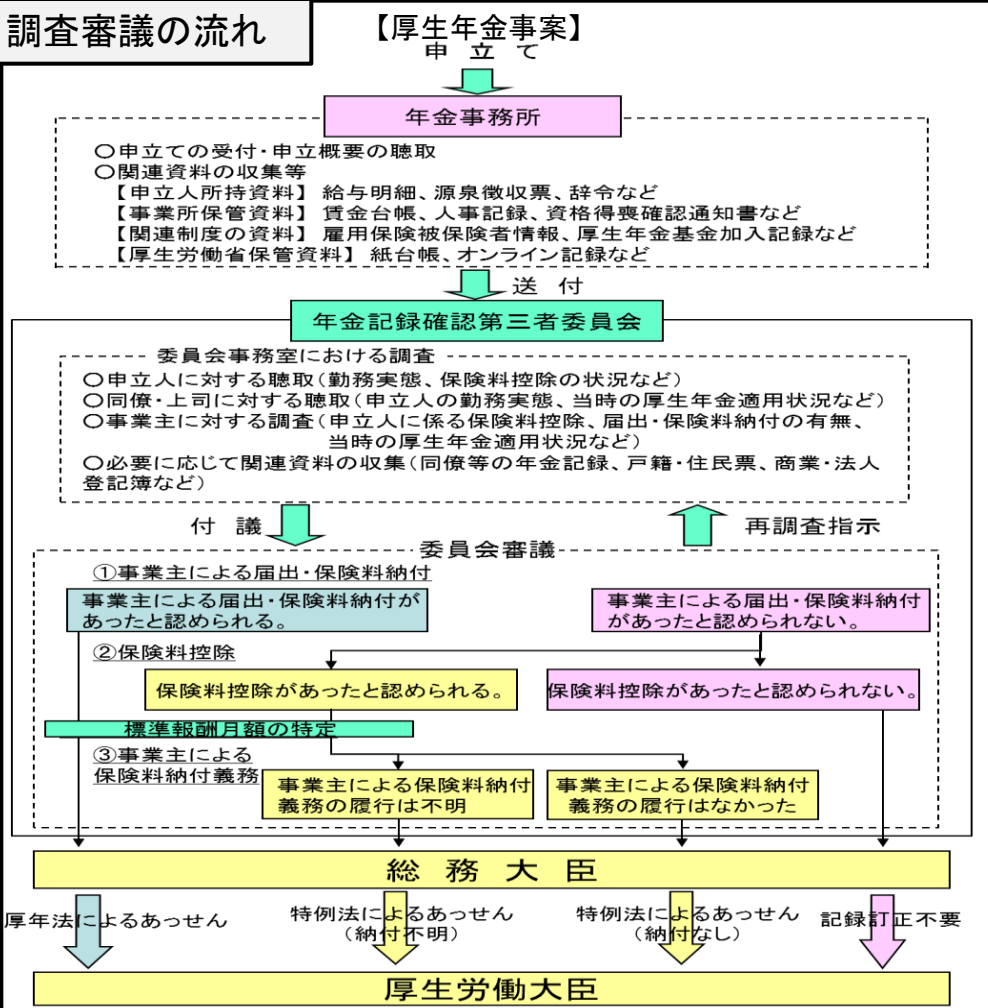 調査審議の流れ
【厚生年金事案】
申 立 て
年金事務所
○申立ての受付・申立概要の聴取
○関連資料の収集等
【申立人所持資料】 給与明細、源泉徴収票、辞令など
【事業所保管資料】 賃金台帳、人事記録、資格得喪確認通知書など
【関連制度の資料】 雇用保険被保険者情報、厚生年金基金加入記録など
【厚生労働省保管資料】 紙台帳、オンライン記録など
送 付
年金記録確認第三者委員会
委員会事務室における調査
○申立人に対する聴取(勤務実態、保険料控除の状況など)
○同僚・上司に対する聴取(申立人の勤務実態、当時の厚生年金適用状況など)
○事業主に対する調査(申立人に係る保険料控除、届出・保険料納付の有無、
当時の厚生年金適用状況など)
○必要に応じて関連資料の収集(同僚等の年金記録、戸籍・住民票、商業・法人
登記簿など)
付 議
再調査指示
委員会審議
①事業主による届出・保険料納付
事業主による届出・保険料納付が
あったと認められる。
事業主による届出・保険料納付
があったと認められない。
②保険料控除
保険料控除があったと認められる。
保険料控除があったと認められない。
標準報酬月額の特定
③事業主による
保険料納付義務
事業主による保険料納付
義務の履行は不明
事業主による保険料納付
義務の履行はなかった
総 務 大 臣
厚年法によるあっせん
特例法によるあっせん
(納付不明)
特例法によるあっせん
(納付なし)
記録訂正不要
厚生労働大臣